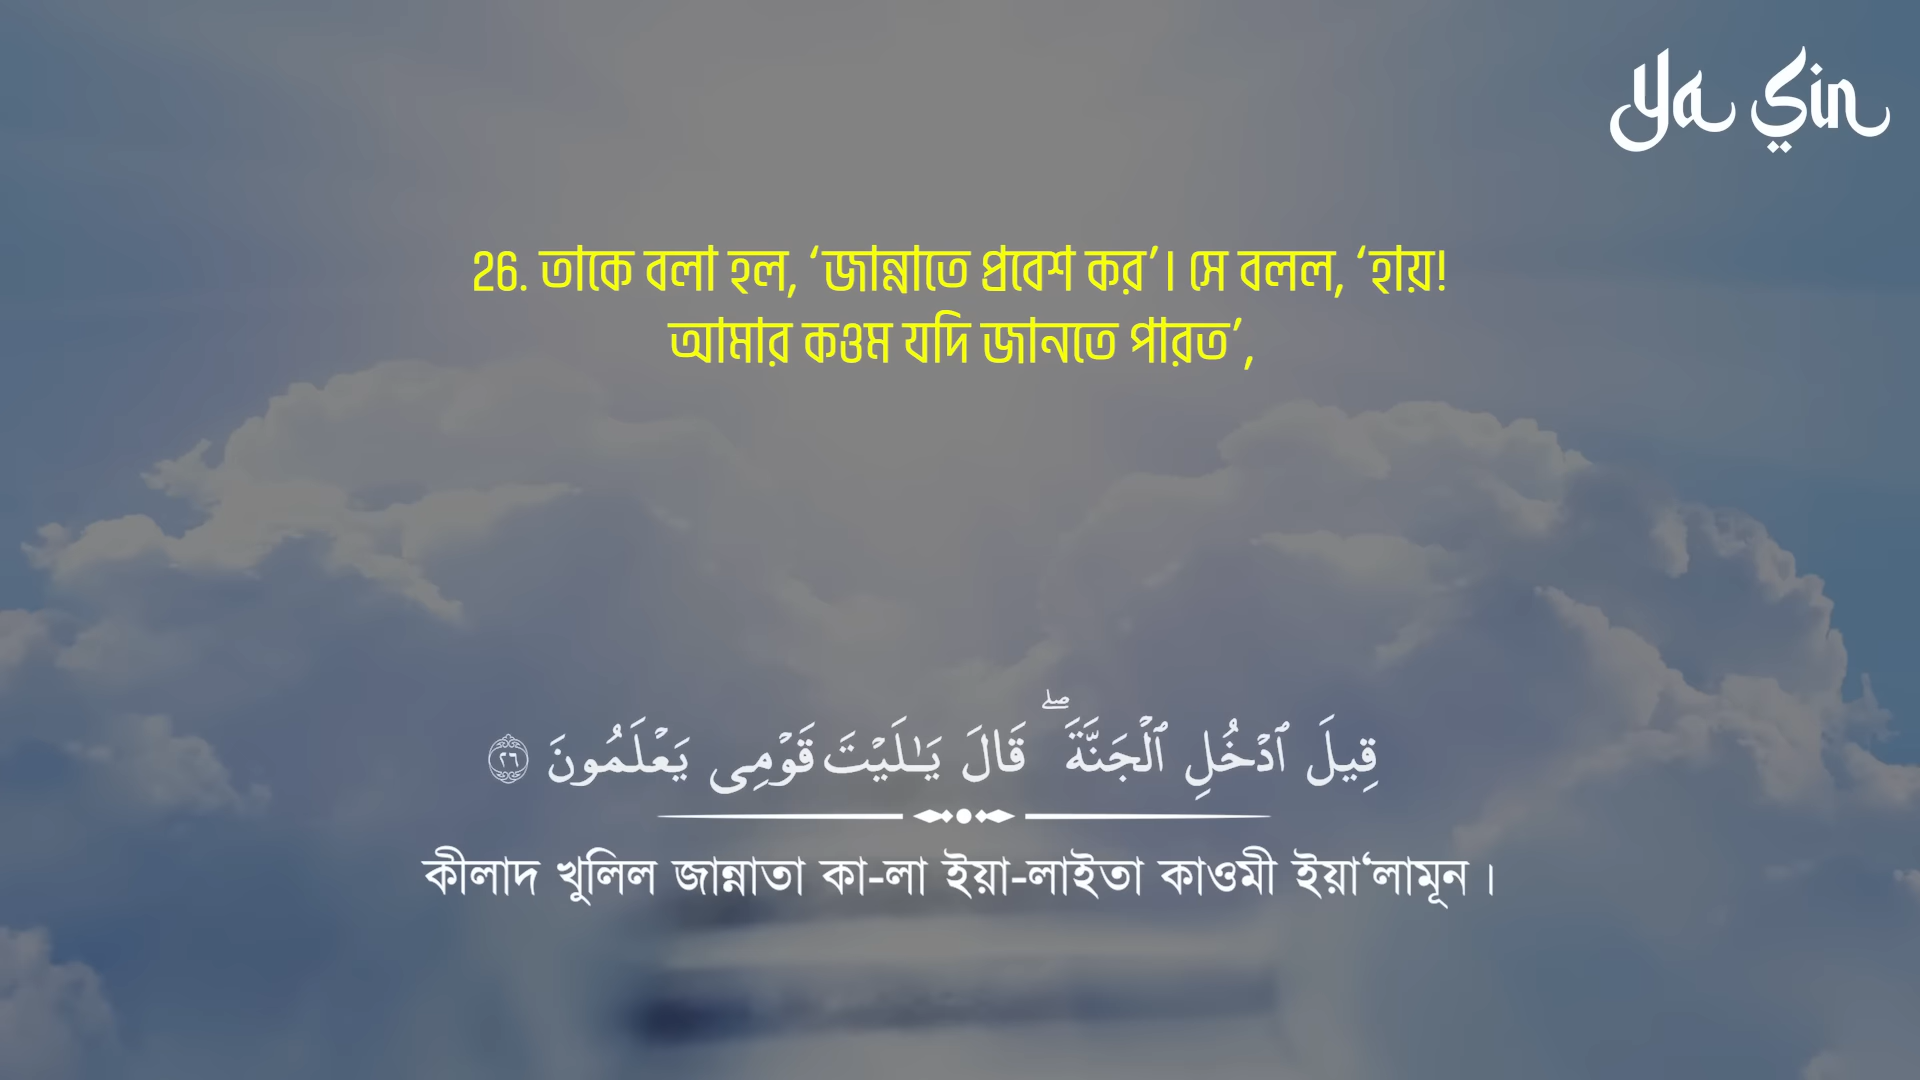 Ya Sin
26. তাকে বলা হল, ‘জান্নাতে প্রবেশ কর’। সে বলল, ‘হায়!
আমার কওম যদি জানতে পারত’,
قِيلَ ٱدۡخُلِ ٱلۡجَنَّةَۖ قَالَ يَـٰلَيۡتَ قَوۡمِى يَعۡلَمُونَ ٢٦
কীলাদ খুলিল জান্নাতা কা-লা ইয়া-লাইতা কাওমী ইয়া‘লামূন ।